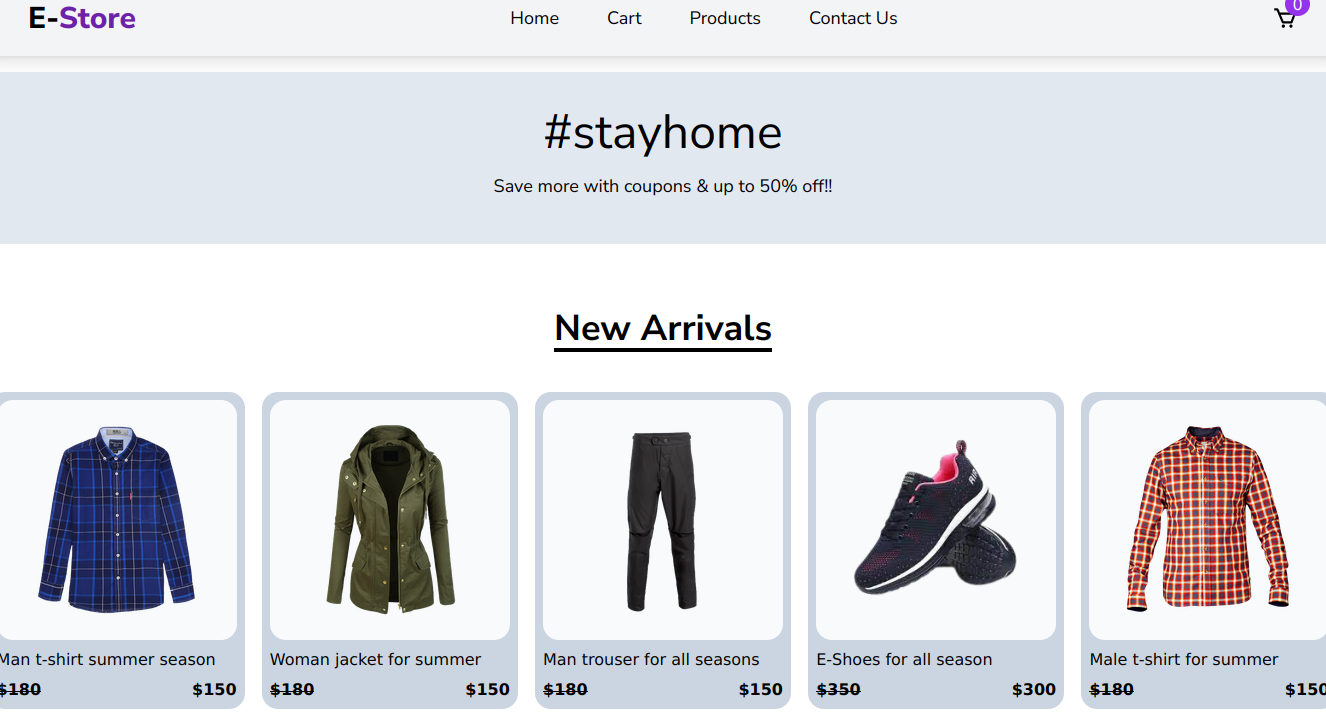 E-Store
Home Cart Products Contact Us
0
#stayhome
Save more with coupons & up to 50% off!!
New Arrivals
Man t-shirt summer season
$180 $150
Woman jacket for summer
$180 $150
Man trouser for all seasons
$180 $150
E-Shoes for all season
$350 $300
Male t-shirt for summer
$180 $150